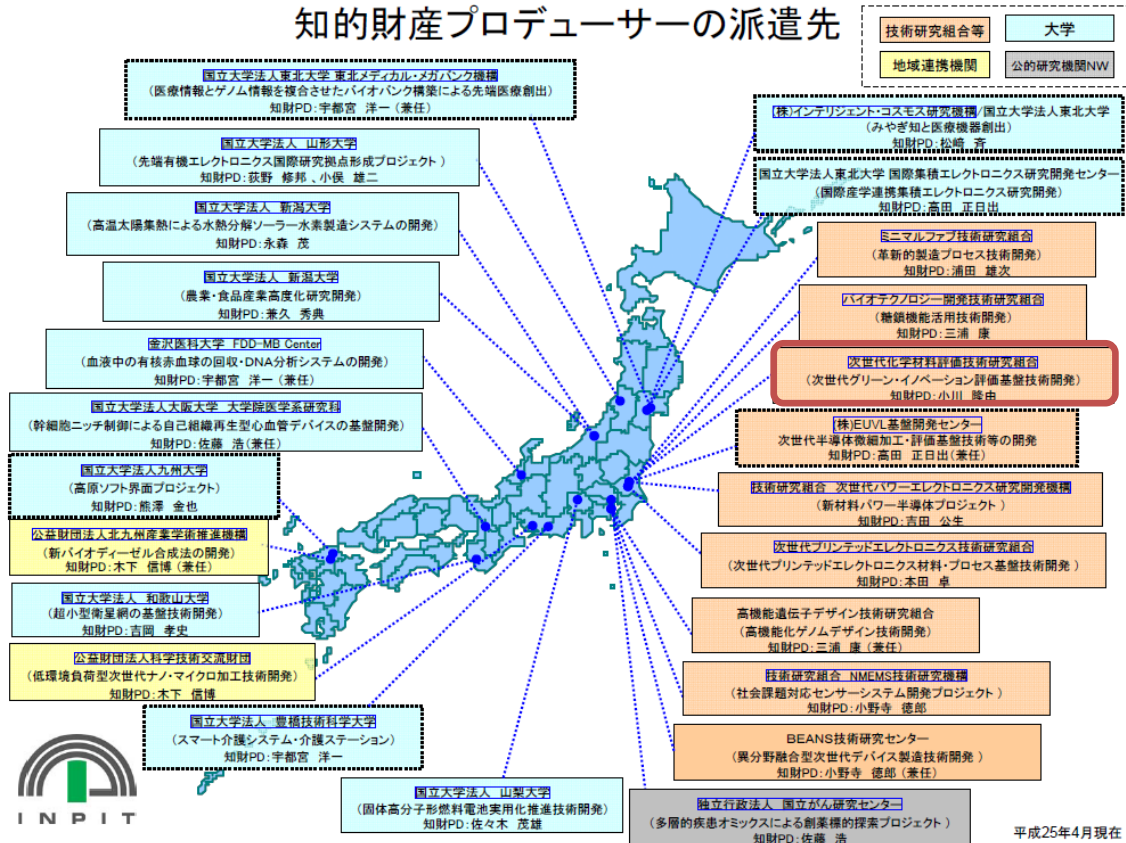 知的財産プロデューサーの派遣先
技術研究組合等
大学
地域連携機関
公的研究機関NW
国立大学法人東北大学 東北メディカル・メガバンク機構
(医療情報とゲノム情報を複合させたバイオバンク構築による先端医療創出)
知財PD:宇都宮 洋一(兼任)
国立大学法人 山形大学
(先端有機エレクトロニクス国際研究拠点形成プロジェクト)
知財PD:荻野 修邦、小俣 雄二
国立大学法人 新潟大学
(高温太陽集熱による水熱分解ソーラー水素製造システムの開発)
知財PD:永森 茂
国立大学法人 新潟大学
(農業・食品産業高度化研究開発)
知財PD:兼久 秀典
金沢医科大学 FDD-MB Center
(血液中の有核赤血球の回収・DNA分析システムの開発)
知財PD:宇都宮 洋一(兼任)
国立大学法人大阪大学 大学院医学系研究科
(幹細胞ニッチ制御による自己組織再生型心血管デバイスの基盤開発)
知財PD:佐藤 浩(兼任)
国立大学法人九州大学
(高原ソフト界面プロジェクト)
知財PD:熊澤 金也
公益財団法人北九州産業学術推進機構
(新バイオディーゼル合成法の開発)
知財PD:木下 信博(兼任)
国立大学法人 和歌山大学
(超小型衛星網の基盤技術開発)
知財PD:吉岡 孝史
公益財団法人科学技術交流財団
(低環境負荷型次世代ナノ・マイクロ加工技術開発)
知財PD:木下 信博
国立大学法人 豊橋技術科学大学
(スマート介護システム・介護ステーション)
知財PD:宇都宮 洋一
国立大学法人 山梨大学
(固体高分子形燃料電池実用化推進技術開発)
知財PD:佐々木 茂雄
(株)インテリジェント・コスモス研究機構/国立大学法人東北大学
(みやぎ知と医療機器創出)
知財PD:松﨑 斉
国立大学法人東北大学 国際集積エレクトロニクス研究開発センター
(国際産学連携集積エレクトロニクス研究開発)
知財PD:高田 正日出
ミニマルファブ技術研究組合
(革新的製造プロセス技術開発)
知財PD:浦田 雄次
バイオテクノロジー開発技術研究組合
(糖鎖機能活用技術開発)
知財PD:三浦 康
次世代化学材料評価技術研究組合
(次世代グリーン・イノベーション評価基盤技術開発)
知財PD:小川 隆由
(株)EUVL基盤開発センター
次世代半導体微細加工・評価基盤技術等の開発
知財PD:高田 正日出(兼任)
技術研究組合 次世代パワーエレクトロニクス研究開発機構
(新材料パワー半導体プロジェクト)
知財PD:吉田 公生
次世代プリンテッドエレクトロニクス技術研究組合
(次世代プリンテッドエレクトロニクス材料・プロセス基盤技術開発)
知財PD:本田 卓
高機能遺伝子デザイン技術研究組合
(高機能化ゲノムデザイン技術開発)
知財PD:三浦 康(兼任)
技術研究組合 NMEMS技術研究機構
(社会課題対応センサーシステム開発プロジェクト)
知財PD:小野寺 徳郎
BEANS技術研究センター
(異分野融合型次世代デバイス製造技術開発)
知財PD:小野寺 徳郎(兼任)
独立行政法人 国立がん研究センター
(多層的疾患オミックスによる創薬標的探索プロジェクト)
知財PD:佐藤 浩
INPIT
平成25年4月現在